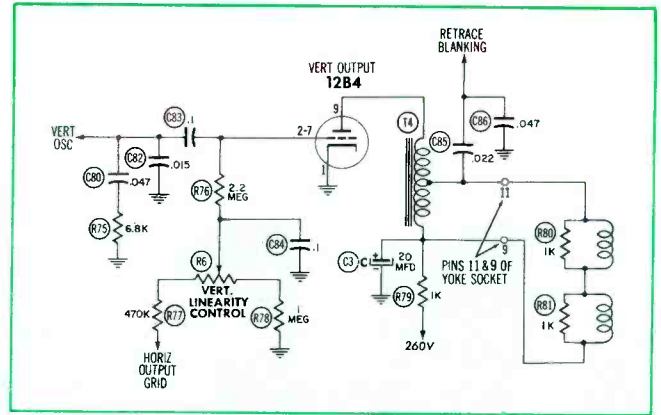 RETRACE
BLANKING
VERT OUTPUT
12B4
9
2-7
1
VERT
OSC
C83
.1
C82
.015
C80
.047
R75
6.8K
R76
2.2
MEG
C84
.1
R6
VERT.
LINEARITY
CONTROL
470K
R77
R78
1
MEG
HORIZ
OUTPUT
GRID
T4
C85
.022
C86
.047
11
9
PINS 11 & 9 OF
YOKE SOCKET
C3
C
+
20
MFD
R79
1K
260V
R80
1K
R81
1K